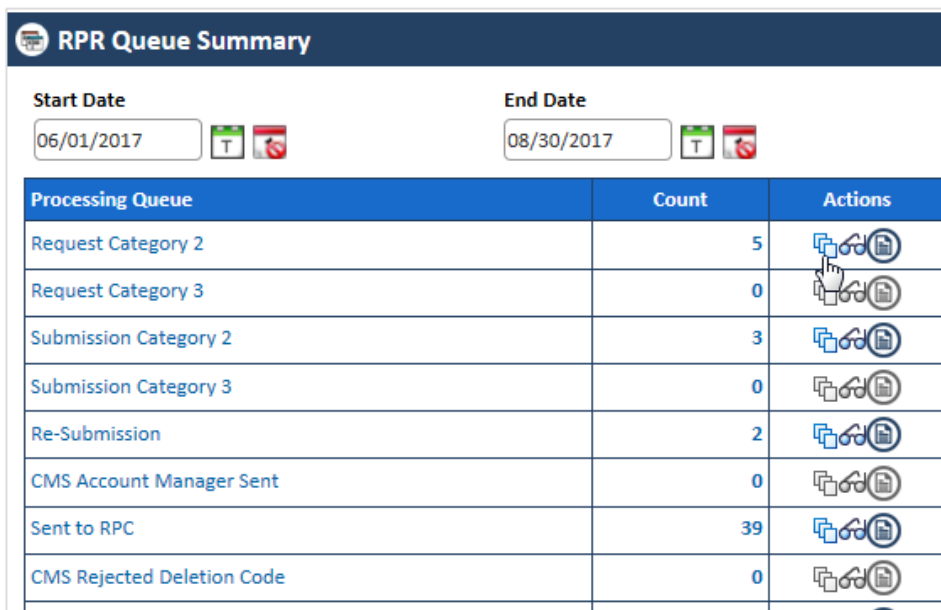 RPR Queue Summary
Start Date End Date
06/01/2017 T 08/30/2017 T
Processing Queue Count Actions
Request Category 2 5
Request Category 3 0
Submission Category 2 3
Submission Category 3 0
Re-Submission 2
CMS Account Manager Sent 0
Sent to RPC 39
CMS Rejected Deletion Code 0